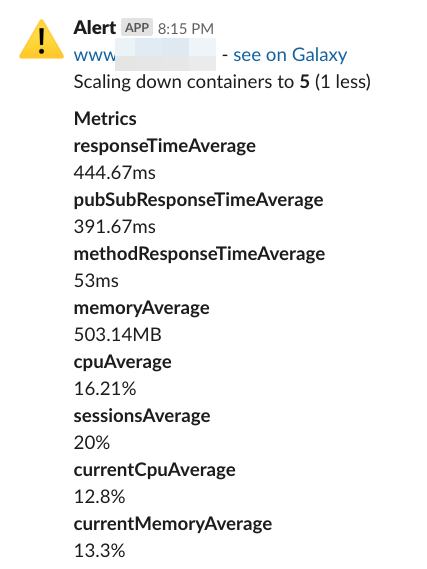 Alert APP 8:15 PM
www - see on Galaxy
Scaling down containers to 5 (1 less)
Metrics
responseTimeAverage
444.67ms
pubSubResponseTimeAverage
391.67ms
methodResponseTimeAverage
53ms
memoryAverage
503.14MB
cpuAverage
16.21%
sessionsAverage
20%
currentCpuAverage
12.8%
currentMemoryAverage
13.3%